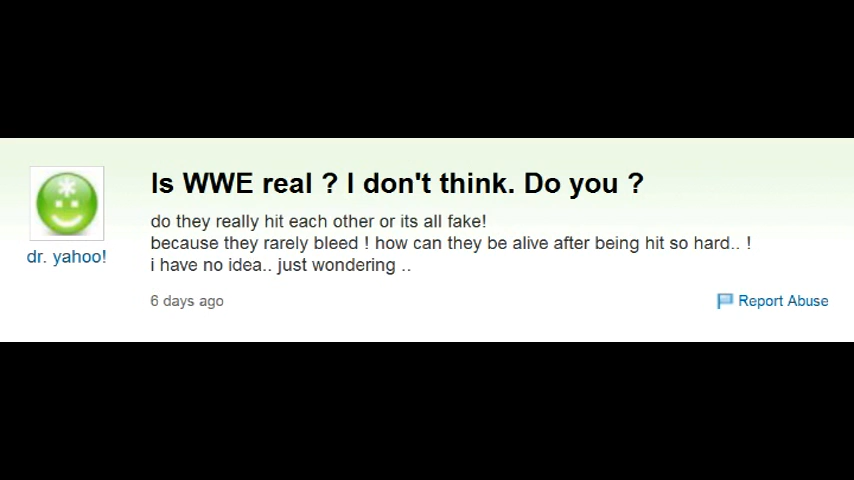 Is WWE real ? I don't think. Do you ?
do they really hit each other or its all fake!
because they rarely bleed ! how can they be alive after being hit so hard.. !
i have no idea.. just wondering ..
dr. yahoo!
6 days ago
Report Abuse